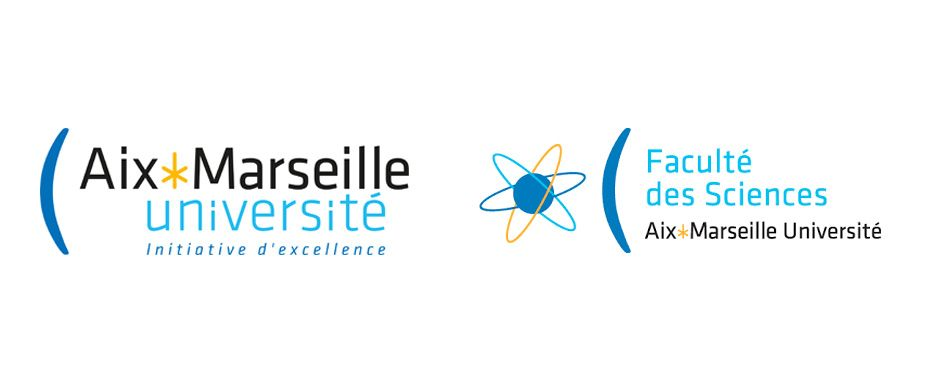 Aix*Marseille
université
Initiative d'excellence
Faculté
des Sciences
Aix*Marseille Université